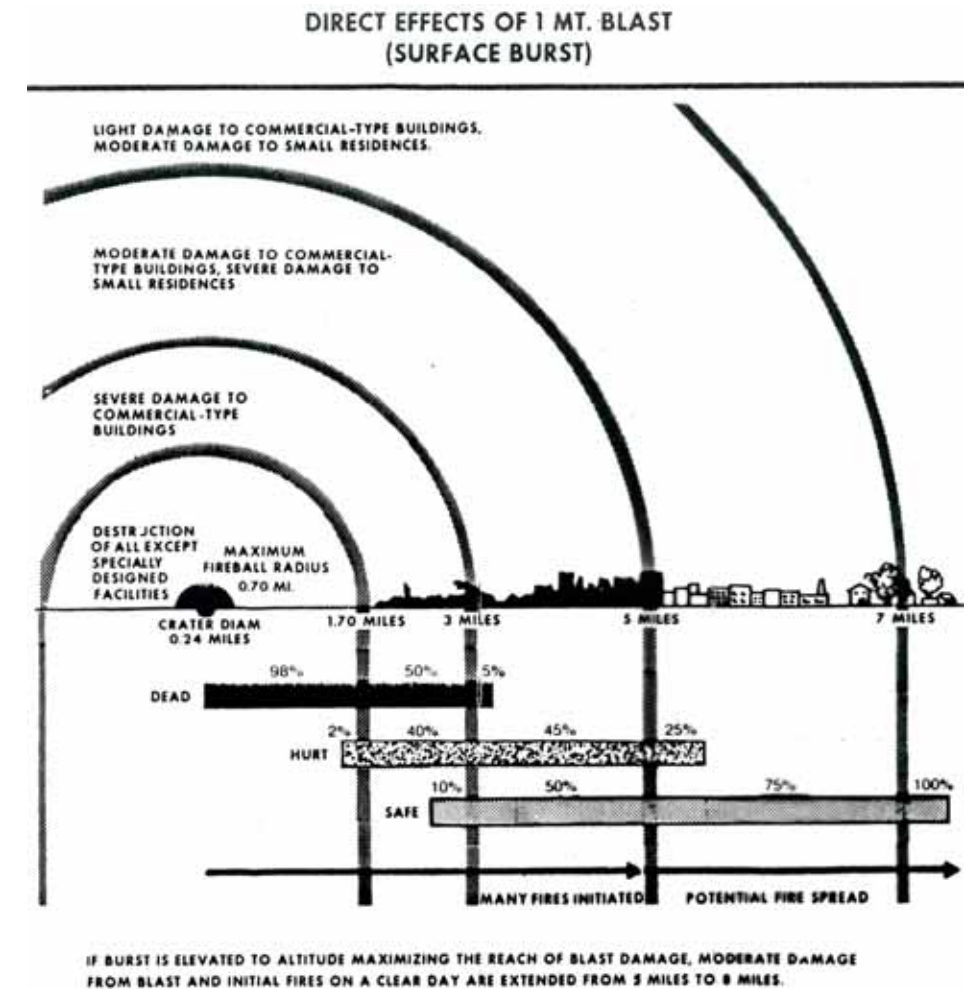 DIRECT EFFECTS OF 1 MT. BLAST
(SURFACE BURST)
LIGHT DAMAGE TO COMMERCIAL-TYPE BUILDINGS,
MODERATE DAMAGE TO SMALL RESIDENCES.
MODERATE DAMAGE TO COMMERCIAL-
TYPE BUILDINGS, SEVERE DAMAGE TO
SMALL RESIDENCES
SEVERE DAMAGE TO
COMMERCIAL-TYPE
BUILDINGS
DESTRUCTION
OF ALL EXCEPT
SPECIALLY
DESIGNED
FACILITIES
MAXIMUM
FIREBALL RADIUS
0.70 MI.
CRATER DIAM
0.24 MILES
1.70 MILES
3 MILES
5 MILES
7 MILES
98% 50% 5%
DEAD
2% 40% 45% 25%
HURT
10% 50% 75% 100%
SAFE
MANY FIRES INITIATED
POTENTIAL FIRE SPREAD
IF BURST IS ELEVATED TO ALTITUDE MAXIMIZING THE REACH OF BLAST DAMAGE, MODERATE DAMAGE
FROM BLAST AND INITIAL FIRES ON A CLEAR DAY ARE EXTENDED FROM 5 MILES TO 8 MILES.